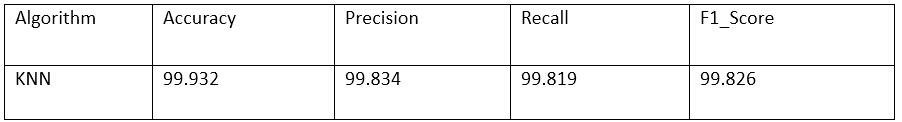 Algorithm Accuracy Precision Recall F1_Score
KNN 99.932 99.834 99.819 99.826